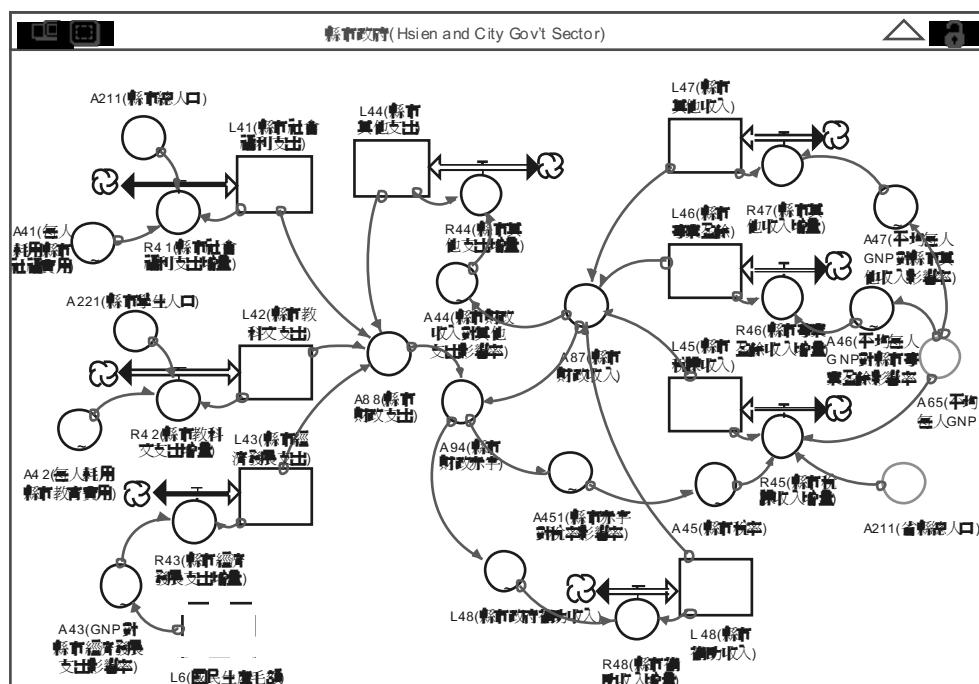 縣市政府(Hsien and City Gov't Sector)
A211(縣市總人口)
L41(縣市社會
福利支出)
A41(每人
耗用縣市
社福費用)
R41(縣市社會
福利支出增量)
L44(縣市
其他支出)
R44(縣市其
他支出增量)
A44(縣市財政
收入對其他
支出影響率)
L47(縣市
其他收入)
R47(縣市其
他收入增量)
A47(平均每人
GNP對縣市其
他收入影響率)
L46(縣市
事業盈餘)
R46(縣市事業
盈餘收入增量)
A46(平均每人
GNP對縣市事
業盈餘影響率)
A221(縣市學生人口)
L42(縣市教
科文支出)
A42(每人耗用
縣市教育費用)
R42(縣市教科
文支出增量)
A88(縣市
財政支出)
A87(縣市
財政收入)
L45(縣市
稅課收入)
A65(平均
每人GNP)
L43(縣市經
濟發展支出)
R43(縣市經濟
發展支出增量)
A43(GNP對
縣市經濟發展
支出影響率)
L6(國民生產毛額
A94(縣市
財政赤字)
A451(縣市赤字
對稅率影響率)
A45(縣市稅率)
R45(縣市稅
課收入增量)
A211(省縣總人口)
L48(縣市政府補助收入)
R48(縣市補
助收入增量)
L48(縣市
補助收入)